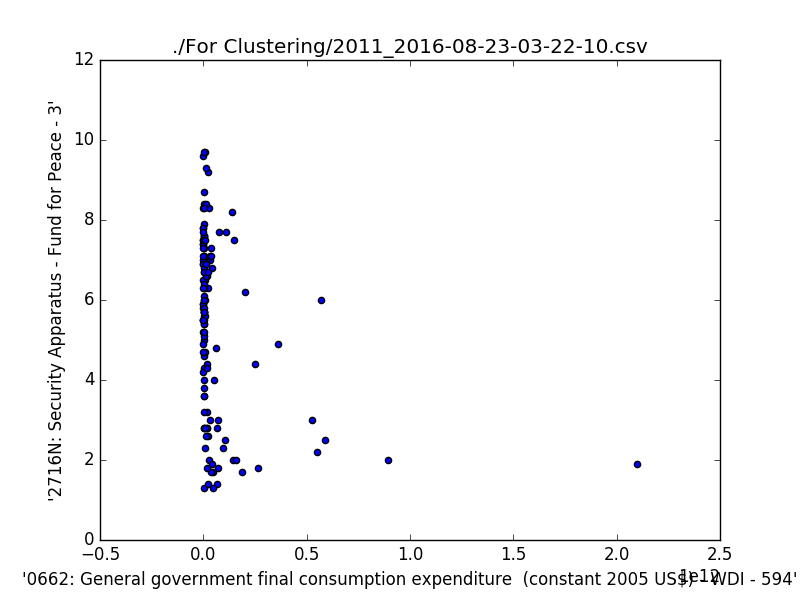 ./For Clustering/2011_2016-08-23-03-22-10.csv
'2716N: Security Apparatus - Fund for Peace - 3'
12
10
8
6
4
2
0
−0.5 0.0 0.5 1.0 1.5 2.0 2.5
1e12
'0662: General government final consumption expenditure  (constant 2005 US$) - WDI - 594'